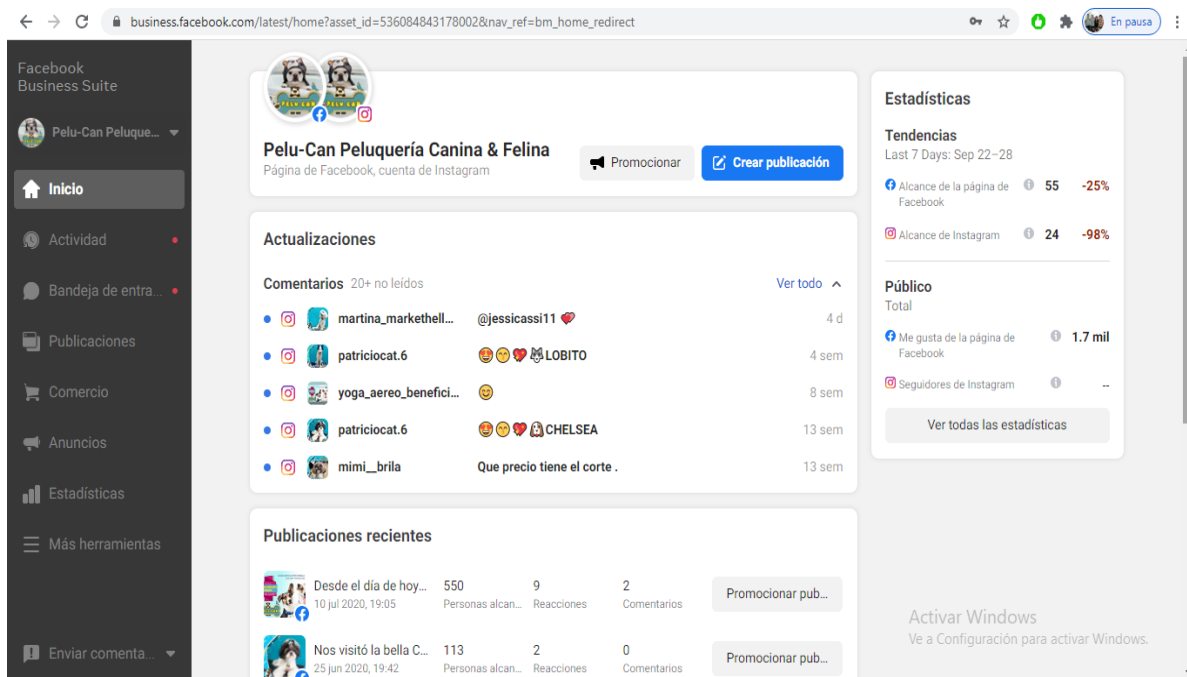 business.facebook.com/latest/home?asset_id=536084843178002&nav_ref=bm_home_redirect
En pausa
Facebook
Business Suite
Pelu-Can Peluque...
Inicio
Actividad
Bandeja de entra...
Publicaciones
Comercio
Anuncios
Estadísticas
Más herramientas
Enviar comenta...
Pelu-Can Peluquería Canina & Felina
Página de Facebook, cuenta de Instagram
Promocionar
Crear publicación
Actualizaciones
Comentarios 20+ no leídos Ver todo
martina_markethell... @jessicassi11 💝 4 d
patriciocat.6 😍😁💝🐺LOBITO 4 sem
yoga_aereo_benefici... 😊 8 sem
patriciocat.6 😍😁💝🐶CHELSEA 13 sem
mimi__brila Que precio tiene el corte . 13 sem
Publicaciones recientes
Desde el día de hoy... 550 9 2 Promocionar pub...
10 jul 2020, 19:05 Personas alcan... Reacciones Comentarios
Nos visitó la bella C... 113 2 0 Promocionar pub...
25 jun 2020, 19:42 Personas alcan... Reacciones Comentarios
Estadísticas
Tendencias
Last 7 Days: Sep 22–28
Alcance de la página de 55 -25%
Facebook
Alcance de Instagram 24 -98%
Público
Total
Me gusta de la página de 1.7 mil
Facebook
Seguidores de Instagram --
Ver todas las estadísticas
Activar Windows
Ve a Configuración para activar Windows.